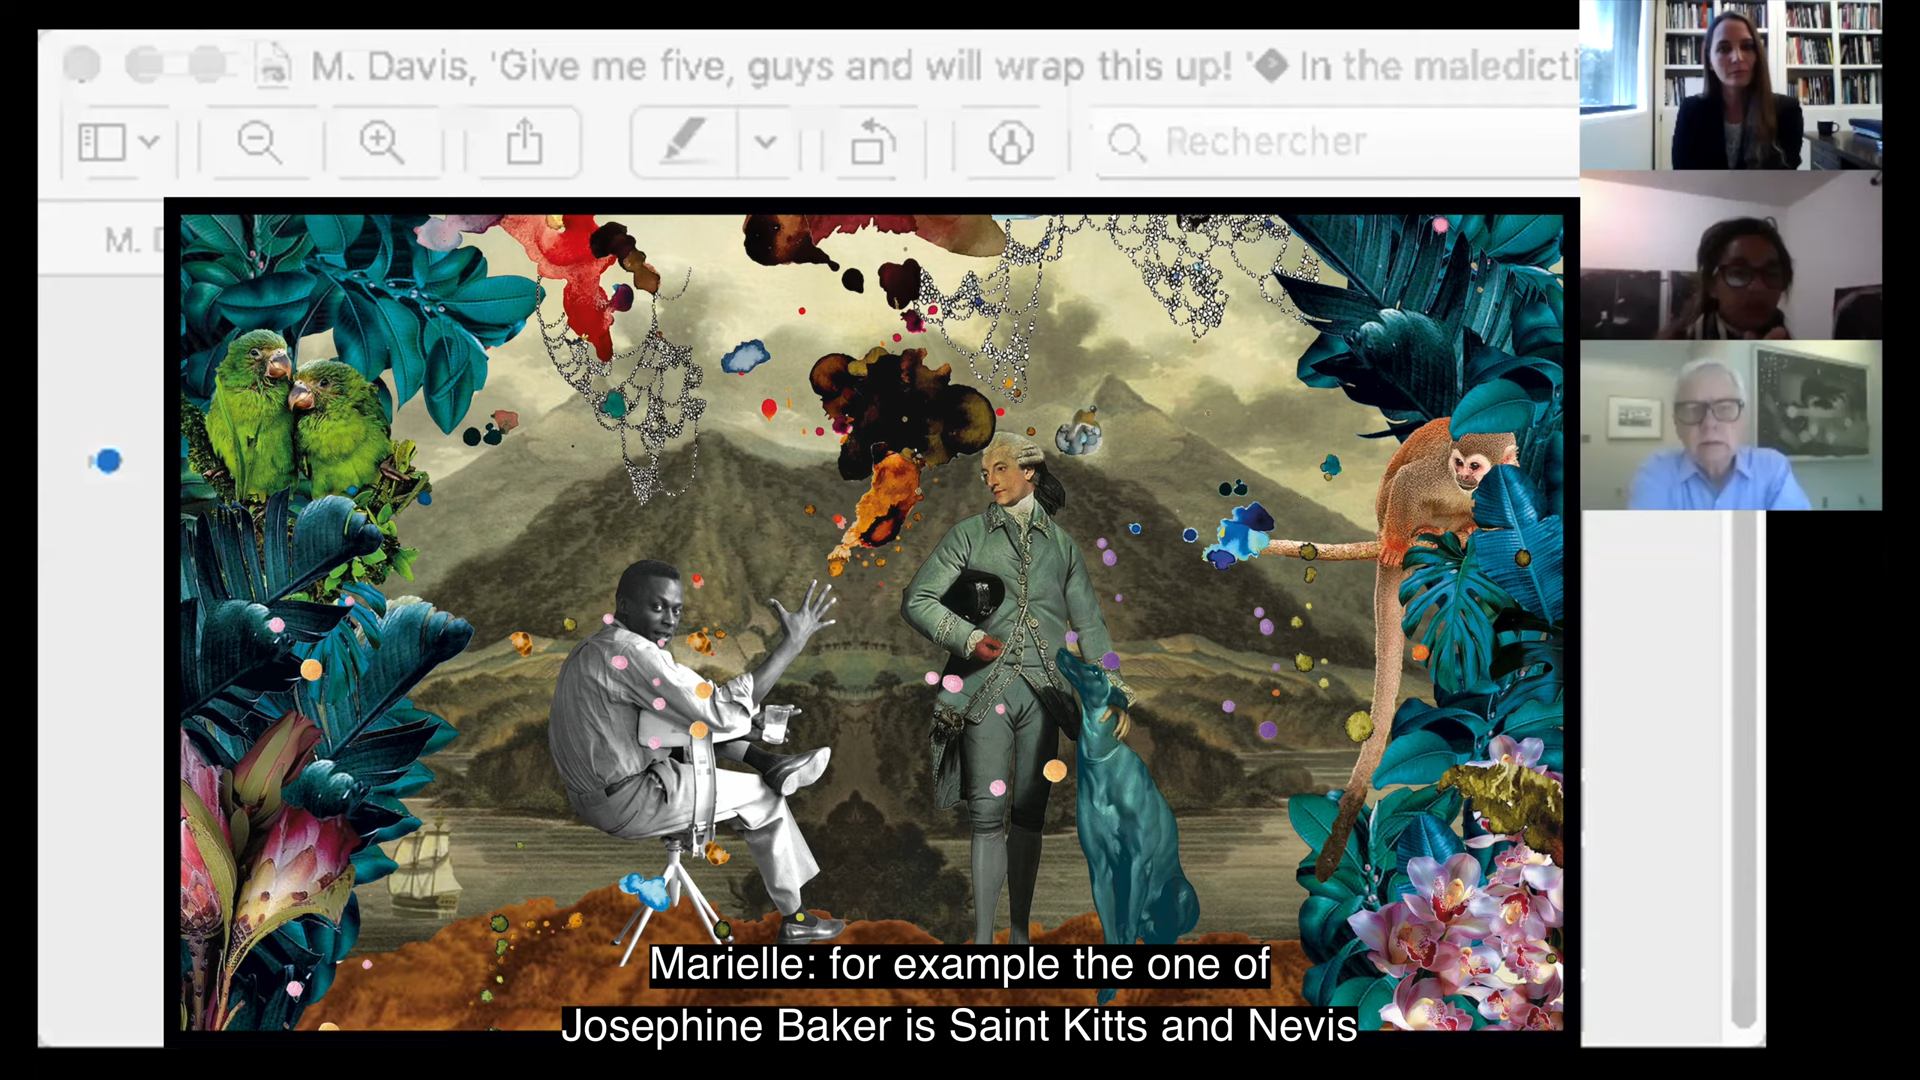 M. Davis, 'Give me five, guys and will wrap this up! ' In the maledicti
Rechercher
M. D
Marielle: for example the one of
Josephine Baker is Saint Kitts and Nevis